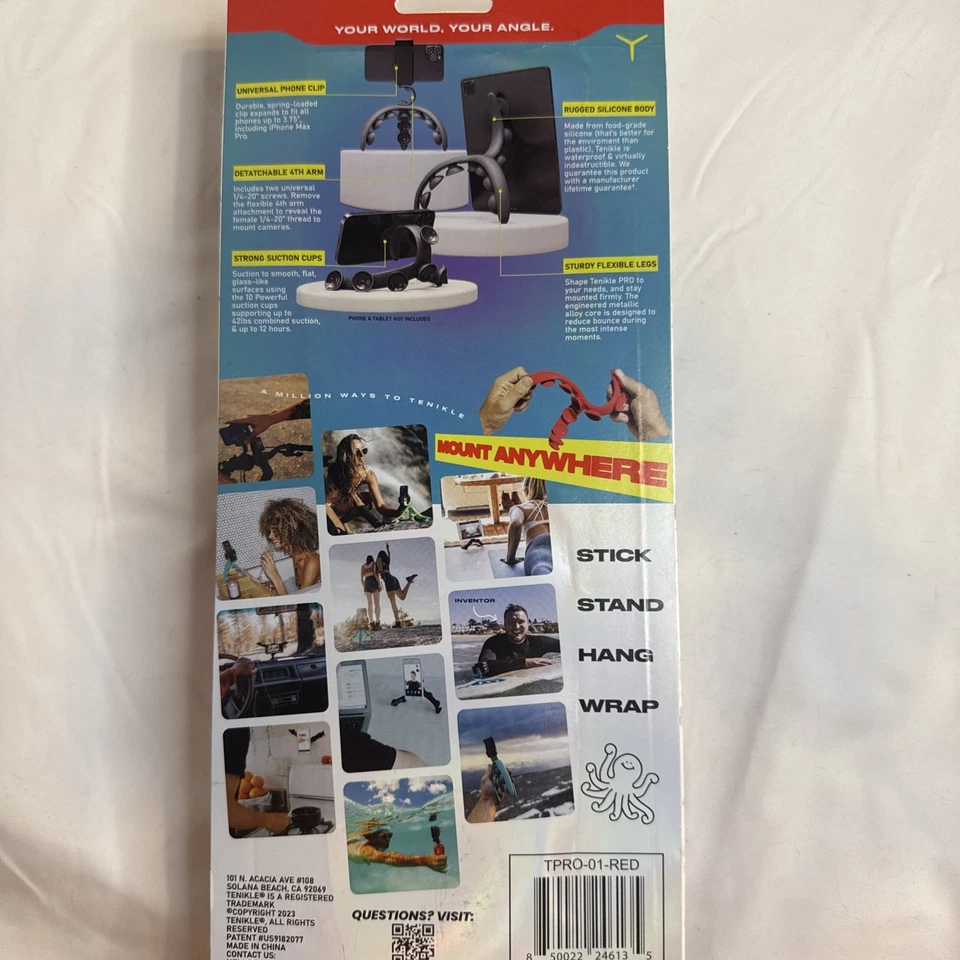 YOUR WORLD, YOUR ANGLE.
UNIVERSAL PHONE CLIP
Durable, spring-loaded
clip expands to fit all
phones up to 3.75",
including iPhone Max
Pro.
DETATCHABLE 4TH ARM
Includes two universal
1/4-20" screws. Remove
the flexible 4th arm
attachment to reveal the
female 1/4-20" thread to
mount cameras.
STRONG SUCTION CUPS
Suction to smooth, flat,
glass-like
surfaces using
the 10 Powerful
suction cups
supporting up to
42lbs combined suction,
& up to 12 hours.
RUGGED SILICONE BODY
Made from food-grade
silicone (that's better for
the enviroment than
plastic), Tenikle is
waterproof & virtually
indestructible. We
guarantee this product
with a manufacturer
lifetime guarantee*.
STURDY FLEXIBLE LEGS
Shape Tenikle PRO to
your needs, and stay
mounted firmly. The
engineered metallic
alloy core is designed to
reduce bounce during
the most intense
moments.
PHONE & TABLET NOT INCLUDED
A MILLION WAYS TO TENIKLE
MOUNT ANYWHERE
STICK
STAND
HANG
WRAP
INVENTOR
101 N. ACACIA AVE #108
SOLANA BEACH, CA 92069
TENIKLE® IS A REGISTERED
TRADEMARK
©COPYRIGHT 2023
TENIKLE®, ALL RIGHTS
RESERVED
PATENT #US9182077
MADE IN CHINA
CONTACT US:
QUESTIONS? VISIT:
TPRO-01-RED
8 50022 24613 5